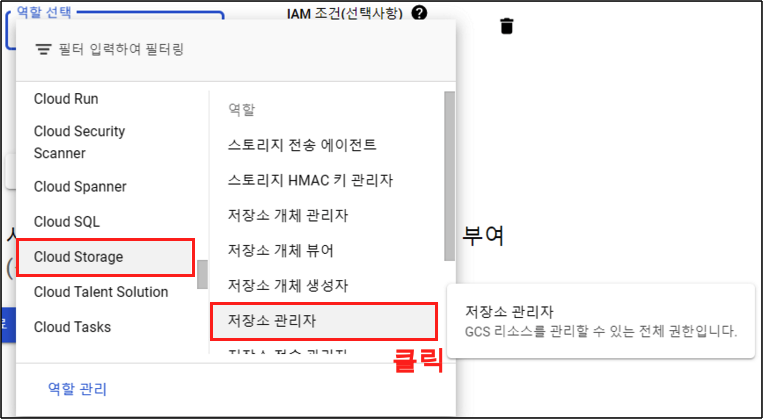 역할 선택
IAM 조건(선택사항)
필터 입력하여 필터링
Cloud Run
Cloud Security
Scanner
Cloud Spanner
Cloud SQL
Cloud Storage
Cloud Talent Solution
Cloud Tasks
역할
스토리지 전송 에이전트
스토리지 HMAC 키 관리자
저장소 개체 관리자
저장소 개체 뷰어
저장소 개체 생성자
저장소 관리자
클릭
역할 관리
부여
저장소 관리자
GCS 리소스를 관리할 수 있는 전체 권한입니다.